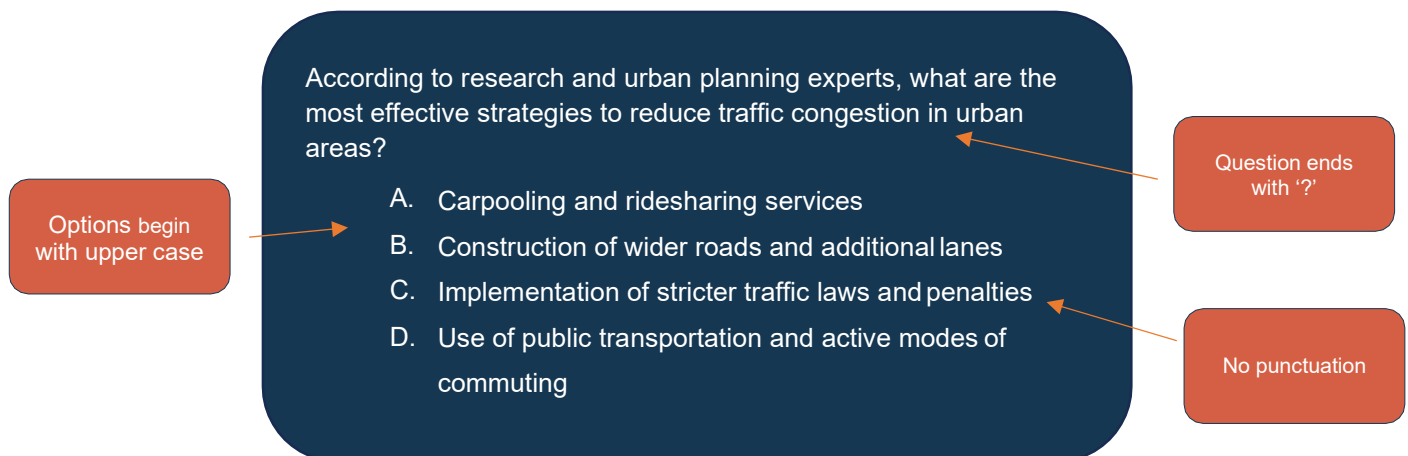 According to research and urban planning experts, what are the
most effective strategies to reduce traffic congestion in urban
areas?
A. Carpooling and ridesharing services
B. Construction of wider roads and additional lanes
C. Implementation of stricter traffic laws and penalties
D. Use of public transportation and active modes of
commuting
Options begin
with upper case
Question ends
with ‘?’
No punctuation